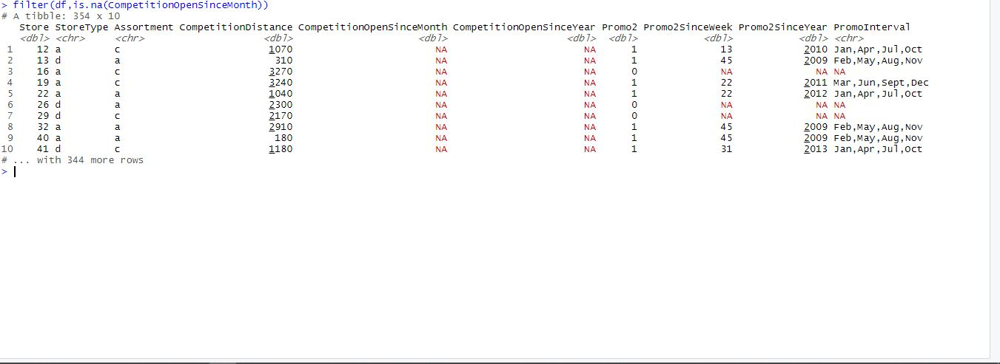 > filter(df,is.na(CompetitionOpenSinceMonth))
# A tibble: 354 x 10
   Store StoreType Assortment CompetitionDistance CompetitionOpenSinceMonth CompetitionOpenSinceYear Promo2 Promo2SinceWeek Promo2SinceYear PromoInterval
   <dbl> <chr> <chr> <dbl> <dbl> <dbl> <dbl> <dbl> <dbl> <chr>
1 12 a c 1070 NA NA 1 13 2010 Jan,Apr,Jul,Oct
2 13 d a 310 NA NA 1 45 2009 Feb,May,Aug,Nov
3 16 a c 3270 NA NA 0 NA NA NA
4 19 a c 3240 NA NA 1 22 2011 Mar,Jun,Sept,Dec
5 22 a a 1040 NA NA 1 22 2012 Jan,Apr,Jul,Oct
6 26 d a 2300 NA NA 0 NA NA NA
7 29 d c 2170 NA NA 0 NA NA NA
8 32 a a 2910 NA NA 1 45 2009 Feb,May,Aug,Nov
9 40 a a 180 NA NA 1 45 2009 Feb,May,Aug,Nov
10 41 d c 1180 NA NA 1 31 2013 Jan,Apr,Jul,Oct
# ... with 344 more rows
>